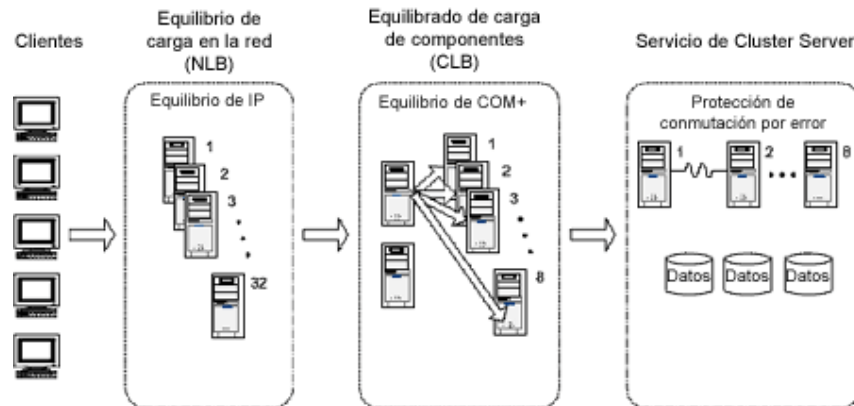 Clientes
Equilibrio de
carga en la red
(NLB)
Equilibrado de carga
de componentes
(CLB)
Servicio de Cluster Server
Equilibrio de IP
1
2
3
32
Equilibrio de COM+
1
2
3
8
Protección de
conmutación por error
1
2
8
Datos
Datos
Datos